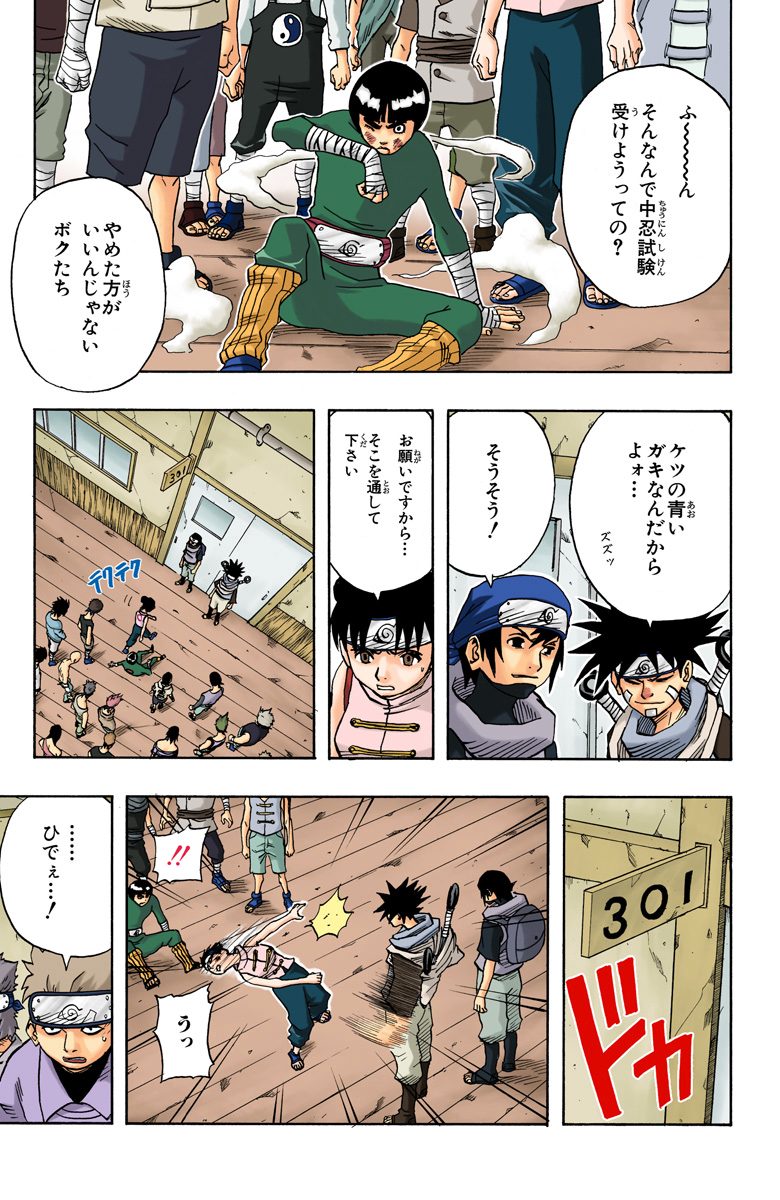 ふ～～～ん
そんなんで中忍試験
受けようっての？
やめた方が
いいんじゃない
ボクたち
ケツの青い
ガキなんだから
よォ…
ズズッ
そうそう！
お願いですから…
そこを通して
下さい
301
テクテク
301
ドカ
!!
うっ
……
ひでぇ…！